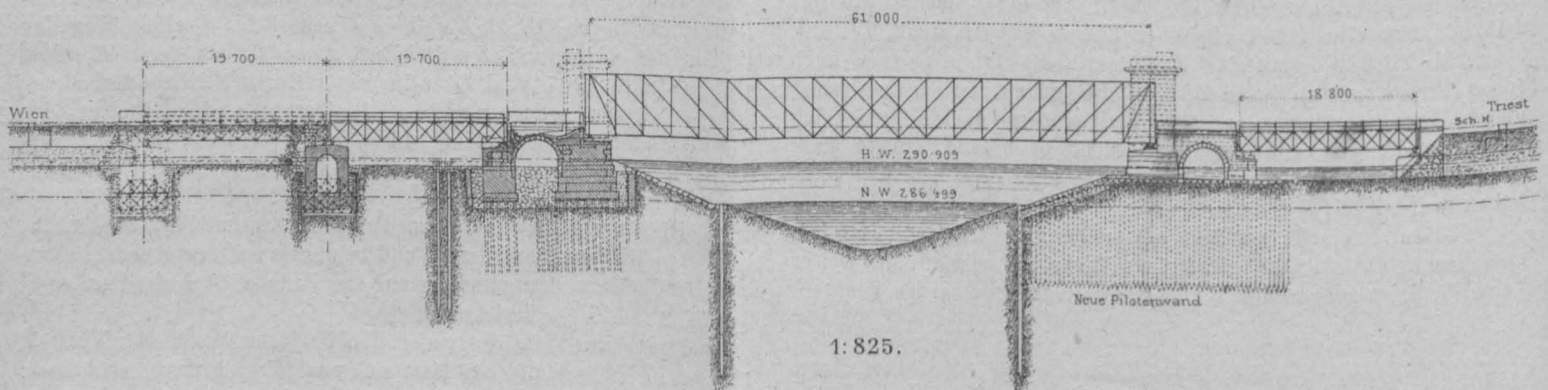 61 000
19 700
19 700
18 800
Wien
Triest
Sch. H.
H. W. 290·909
N. W. 286·499
Neue Pilotenwand
1:825.